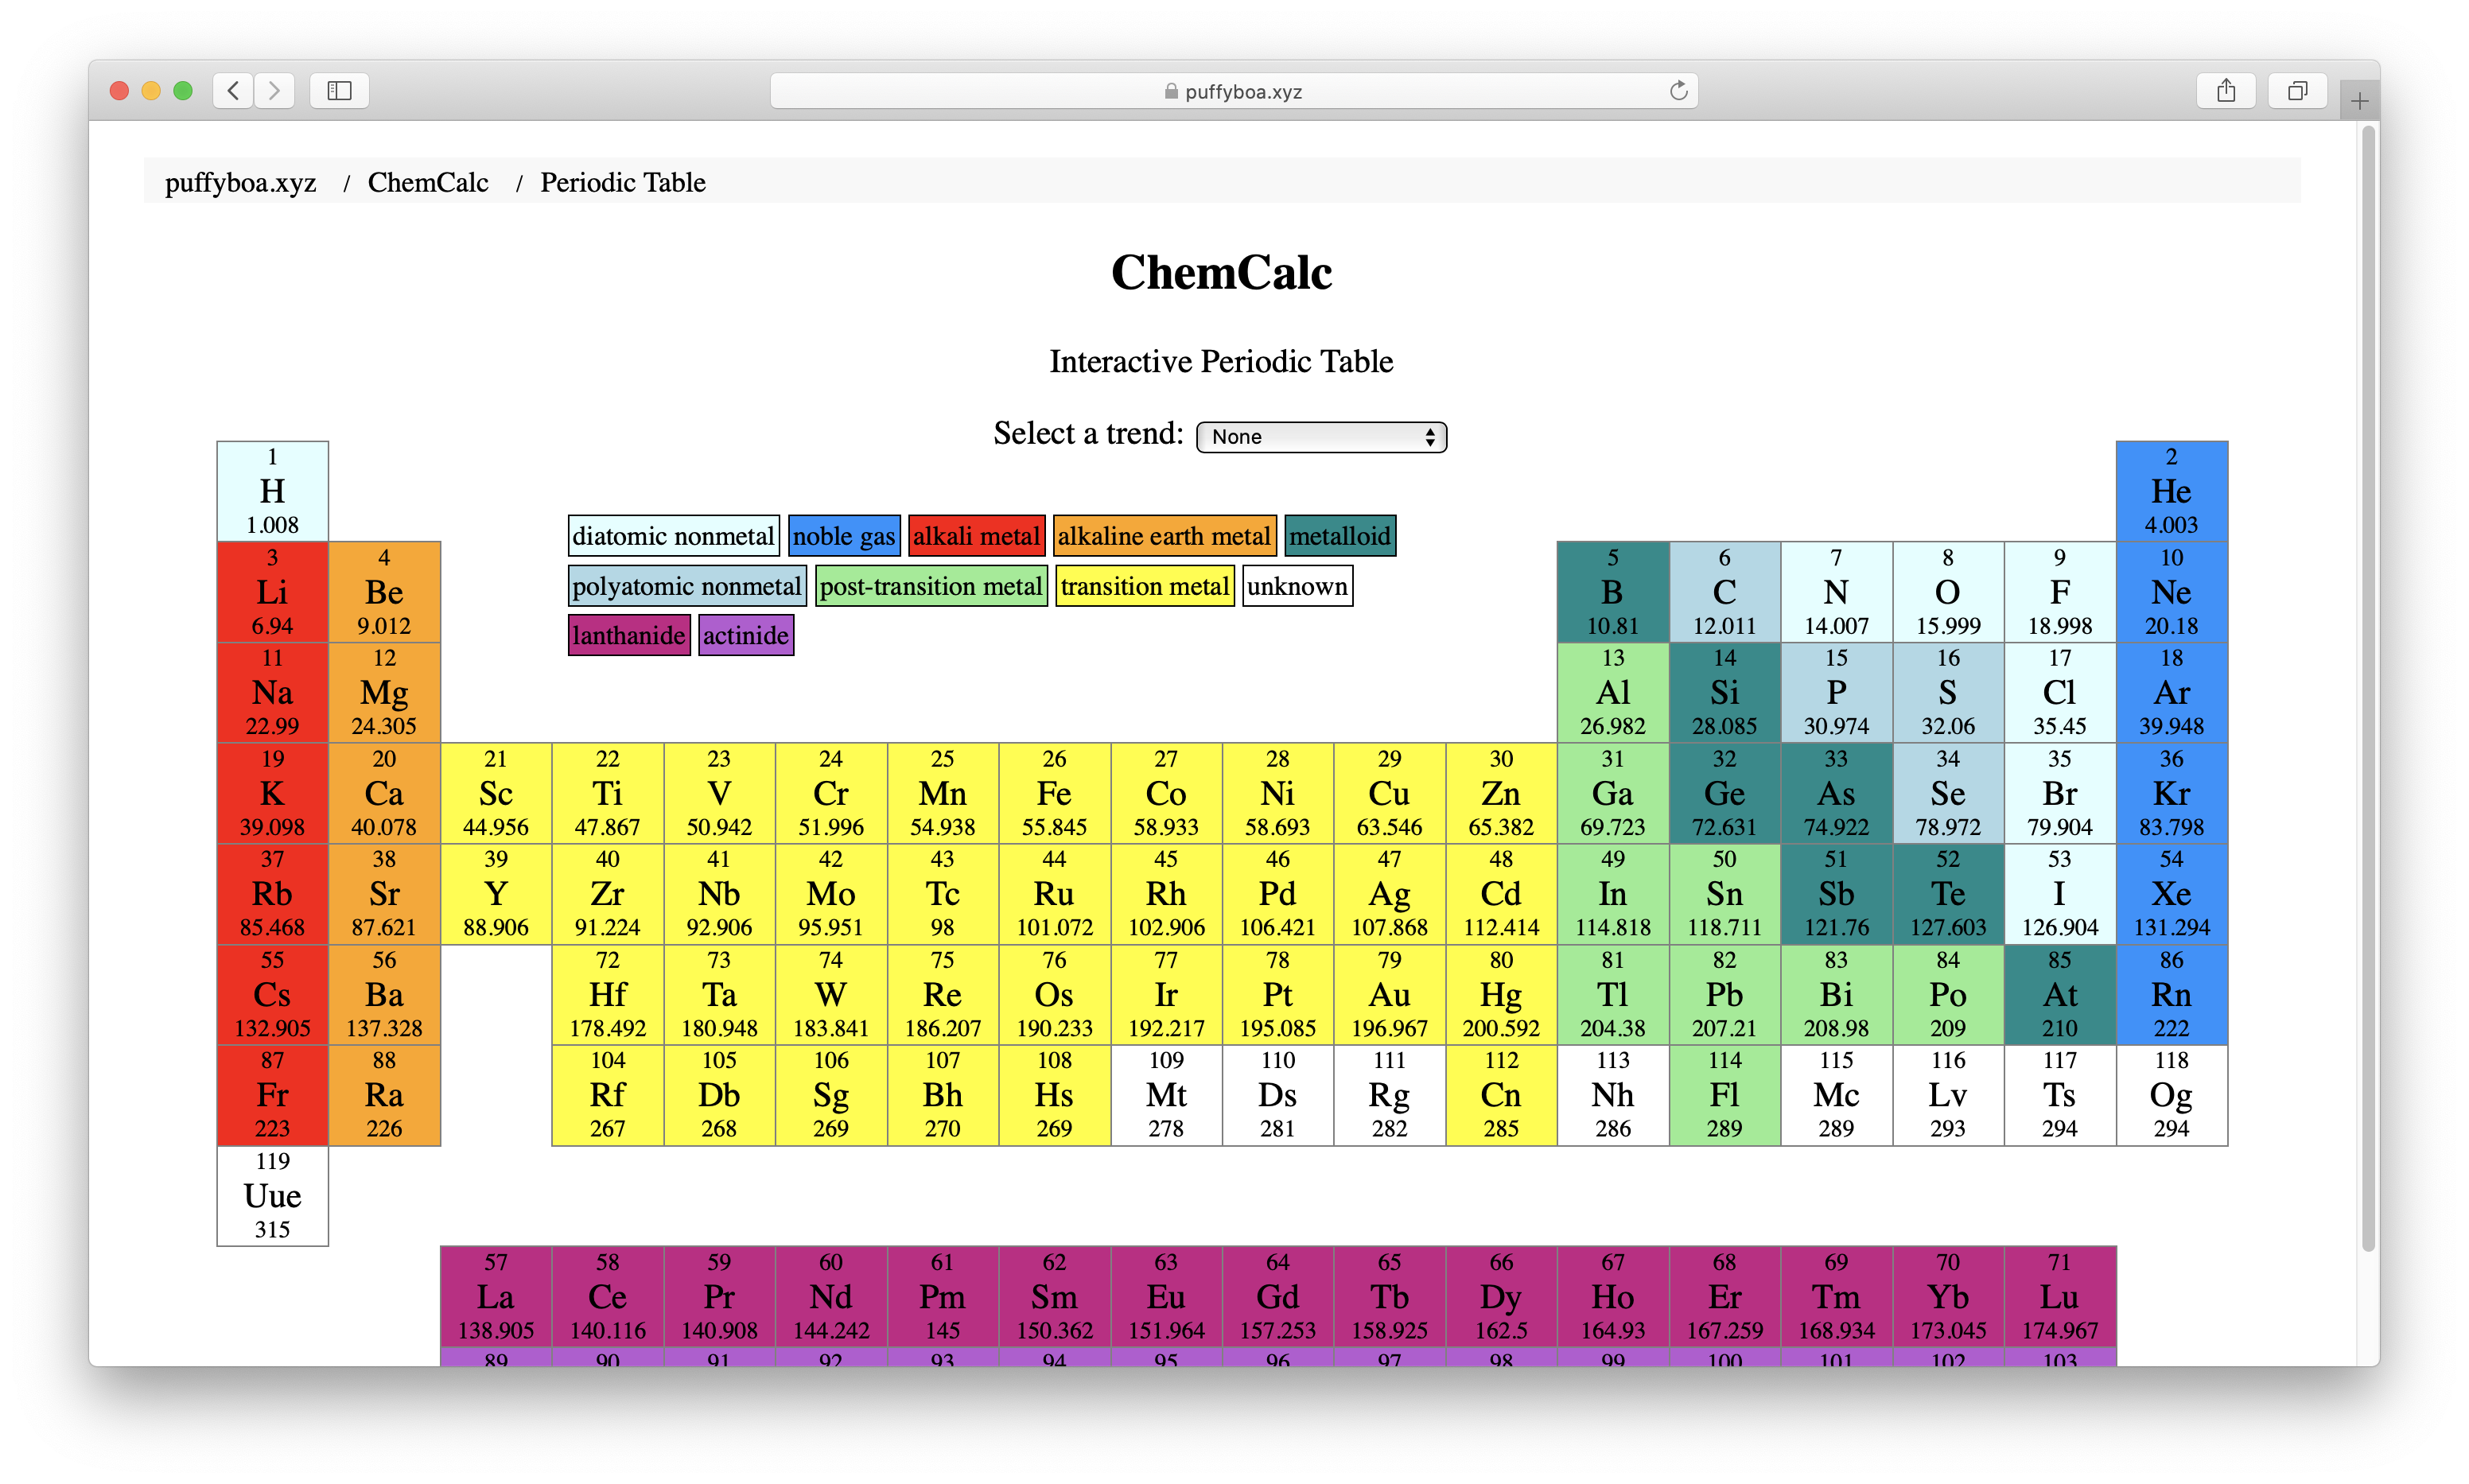 puffyboa.xyz
puffyboa.xyz / ChemCalc / Periodic Table
ChemCalc
Interactive Periodic Table
Select a trend: None
diatomic nonmetal noble gas alkali metal alkaline earth metal metalloid
polyatomic nonmetal post-transition metal transition metal unknown
lanthanide actinide
1 2
H He
1.008 4.003
3 4 5 6 7 8 9 10
Li Be B C N O F Ne
6.94 9.012 10.81 12.011 14.007 15.999 18.998 20.18
11 12 13 14 15 16 17 18
Na Mg Al Si P S Cl Ar
22.99 24.305 26.982 28.085 30.974 32.06 35.45 39.948
19 20 21 22 23 24 25 26 27 28 29 30 31 32 33 34 35 36
K Ca Sc Ti V Cr Mn Fe Co Ni Cu Zn Ga Ge As Se Br Kr
39.098 40.078 44.956 47.867 50.942 51.996 54.938 55.845 58.933 58.693 63.546 65.382 69.723 72.631 74.922 78.972 79.904 83.798
37 38 39 40 41 42 43 44 45 46 47 48 49 50 51 52 53 54
Rb Sr Y Zr Nb Mo Tc Ru Rh Pd Ag Cd In Sn Sb Te I Xe
85.468 87.621 88.906 91.224 92.906 95.951 98 101.072 102.906 106.421 107.868 112.414 114.818 118.711 121.76 127.603 126.904 131.294
55 56 72 73 74 75 76 77 78 79 80 81 82 83 84 85 86
Cs Ba Hf Ta W Re Os Ir Pt Au Hg Tl Pb Bi Po At Rn
132.905 137.328 178.492 180.948 183.841 186.207 190.233 192.217 195.085 196.967 200.592 204.38 207.21 208.98 209 210 222
87 88 104 105 106 107 108 109 110 111 112 113 114 115 116 117 118
Fr Ra Rf Db Sg Bh Hs Mt Ds Rg Cn Nh Fl Mc Lv Ts Og
223 226 267 268 269 270 269 278 281 282 285 286 289 289 293 294 294
119
Uue
315
57 58 59 60 61 62 63 64 65 66 67 68 69 70 71
La Ce Pr Nd Pm Sm Eu Gd Tb Dy Ho Er Tm Yb Lu
138.905 140.116 140.908 144.242 145 150.362 151.964 157.253 158.925 162.5 164.93 167.259 168.934 173.045 174.967
89 90 91 92 93 94 95 96 97 98 99 100 101 102 103